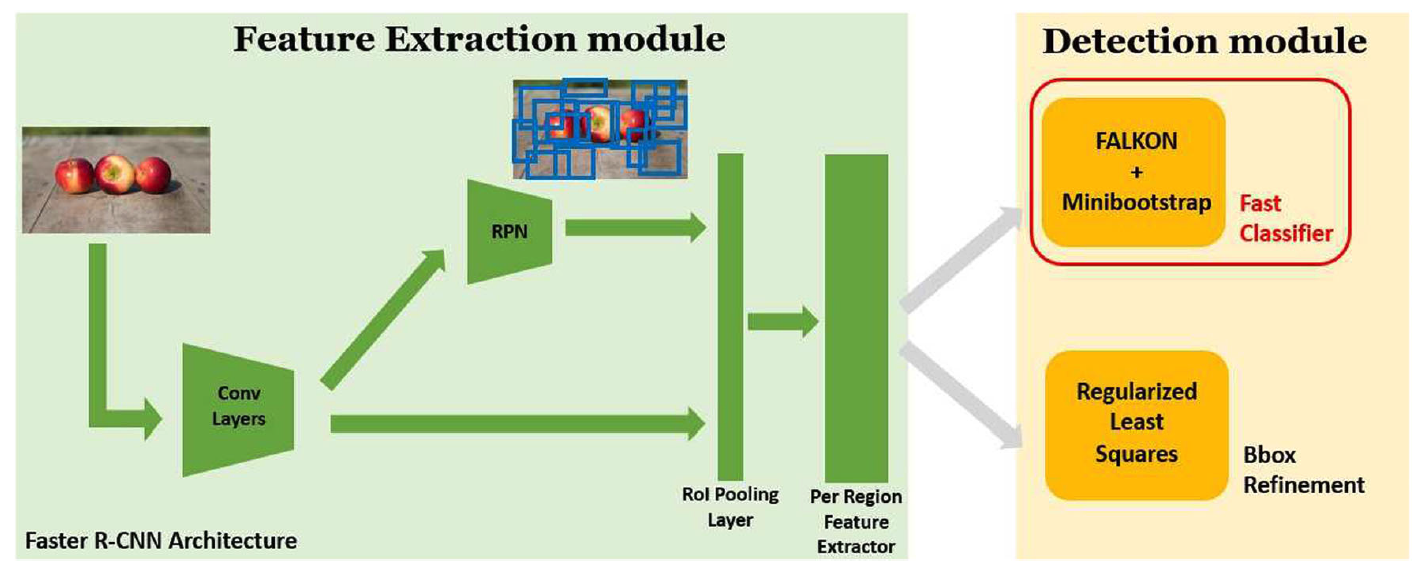 Feature Extraction module
RPN
Conv
Layers
RoI Pooling
Layer
Per Region
Feature
Extractor
Faster R-CNN Architecture
Detection module
FALKON
+
Minibootstrap
Fast
Classifier
Regularized
Least
Squares
Bbox
Refinement